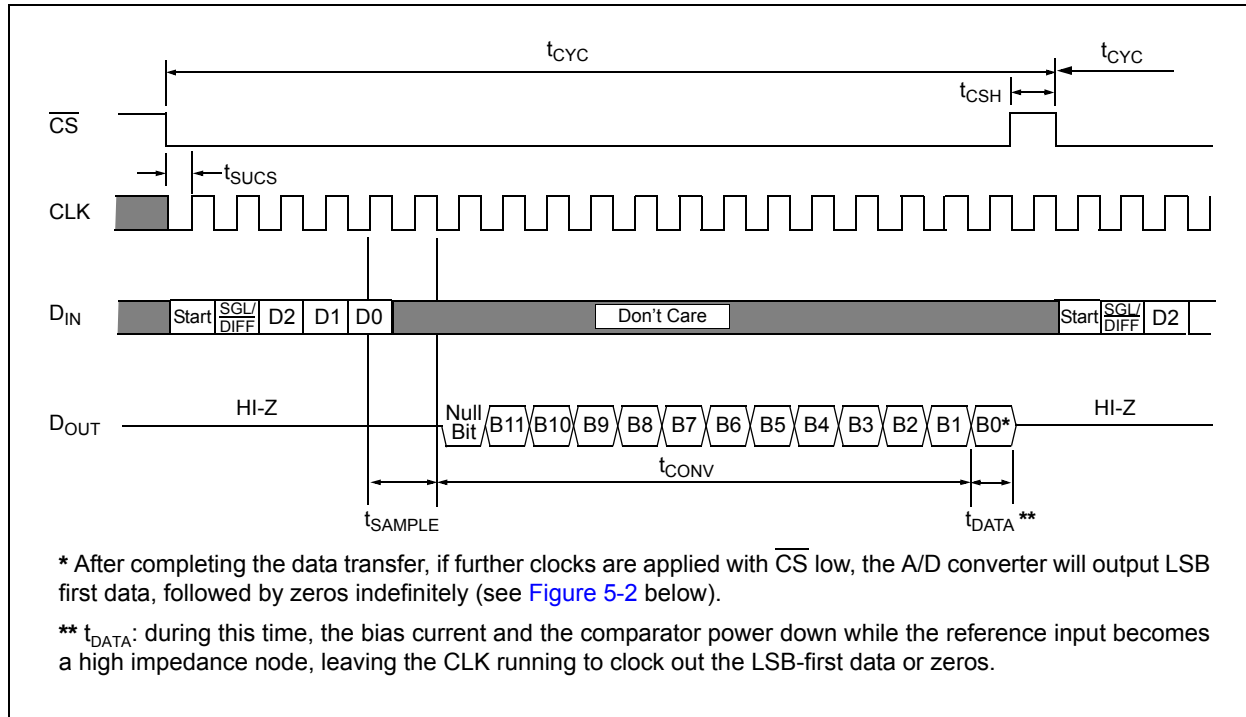 tCYC
tCYC
tCSH
CS
tSUCS
CLK
DIN
Start SGL/DIFF D2 D1 D0
Don't Care
Start SGL/DIFF D2
HI-Z
HI-Z
DOUT
Null Bit B11 B10 B9 B8 B7 B6 B5 B4 B3 B2 B1 B0*
tCONV
tSAMPLE
tDATA **
* After completing the data transfer, if further clocks are applied with CS low, the A/D converter will output LSB
first data, followed by zeros indefinitely (see Figure 5-2 below).
** tDATA: during this time, the bias current and the comparator power down while the reference input becomes
a high impedance node, leaving the CLK running to clock out the LSB-first data or zeros.